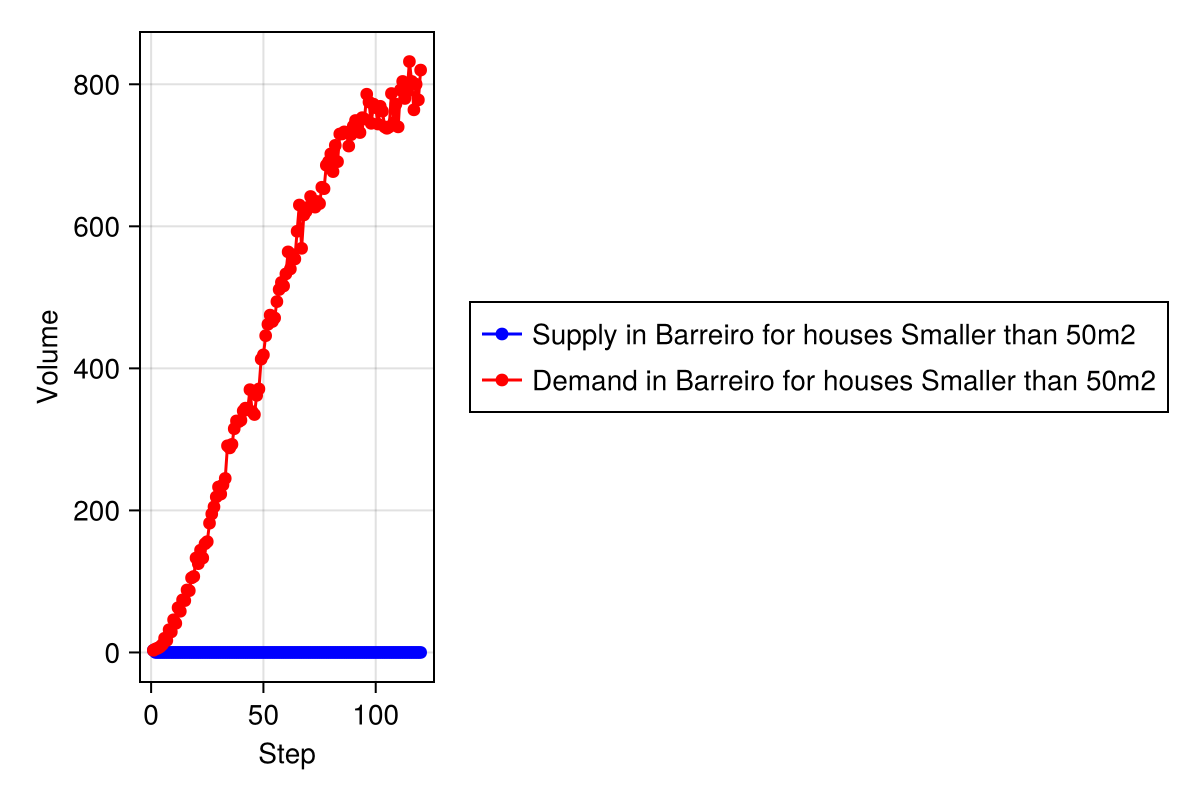 800
600
400
200
0
Volume
0 50 100
Step
Supply in Barreiro for houses Smaller than 50m2
Demand in Barreiro for houses Smaller than 50m2